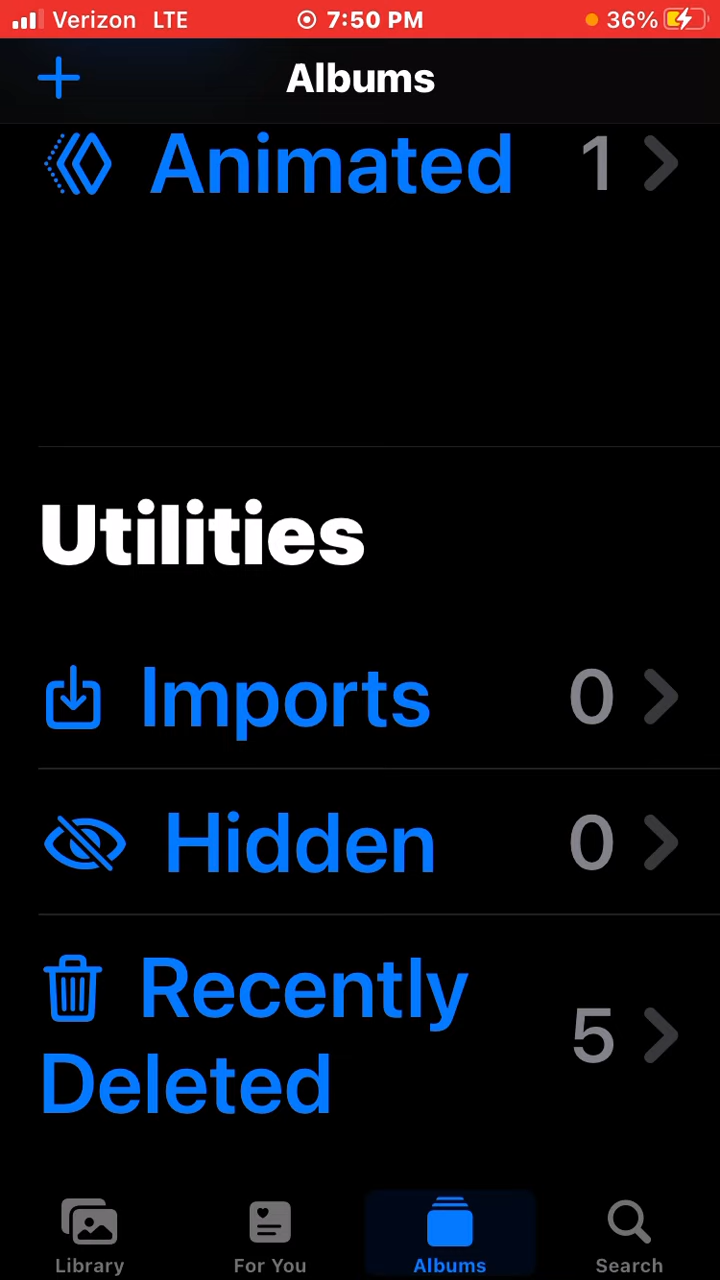 Verizon LTE 7:50 PM 36%
Albums
Animated 1
Utilities
Imports 0
Hidden 0
Recently
Deleted 5
Library For You Albums Search